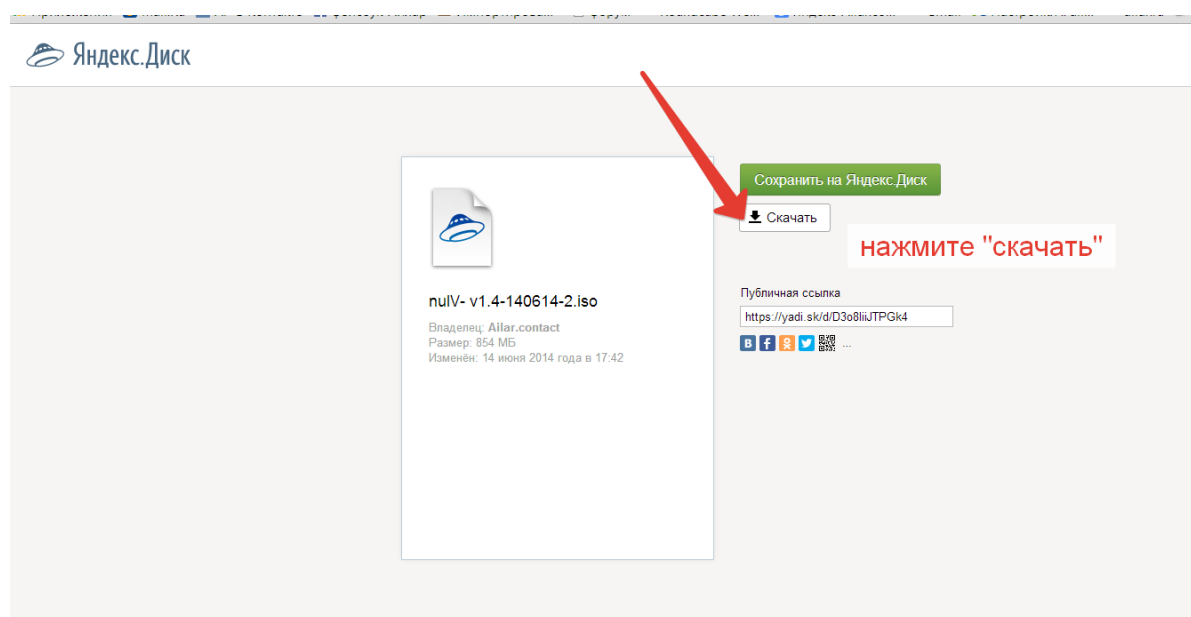 Яндекс.Диск
Сохранить на Яндекс.Диск
Скачать
нажмите "скачать"
nulV- v1.4-140614-2.iso
Владелец: Ailar.contact
Размер: 854 МБ
Изменён: 14 июня 2014 года в 17:42
Публичная ссылка
https://yadi.sk/d/D3o8IiiJTPGk4
...